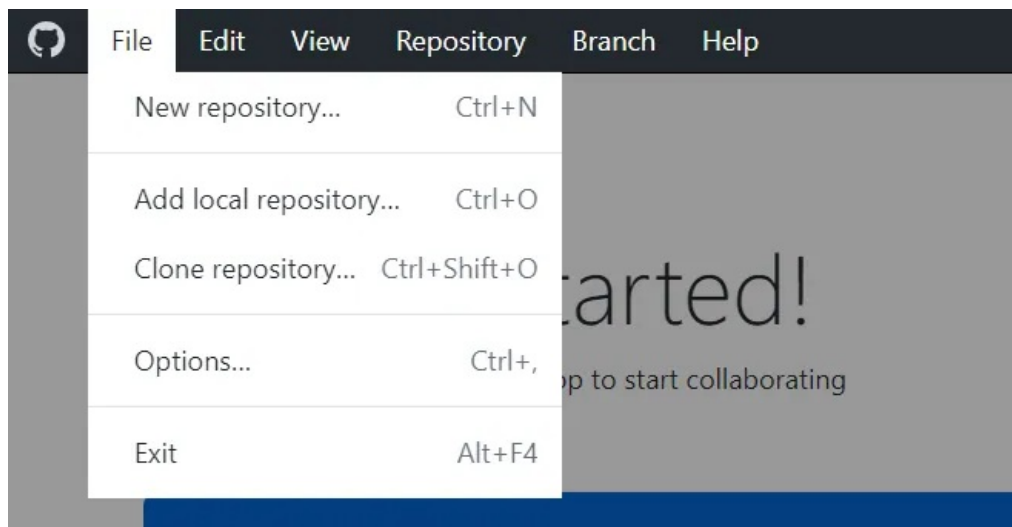 File Edit View Repository Branch Help
New repository... Ctrl+N
Add local repository... Ctrl+O
Clone repository... Ctrl+Shift+O
arted!
Options... Ctrl+,
to start collaborating
Exit Alt+F4